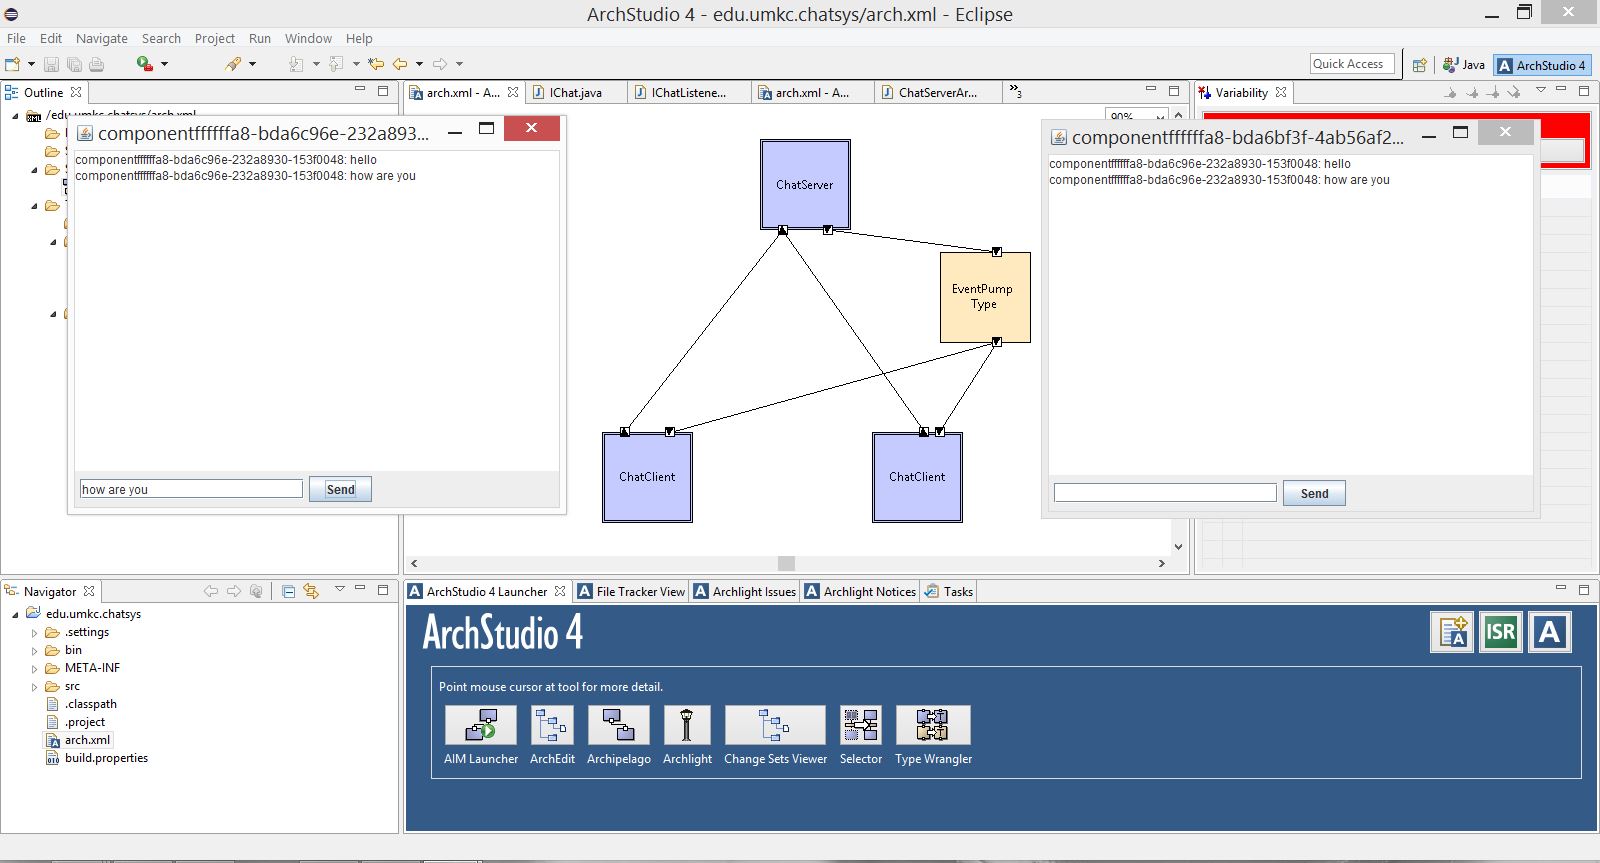 ArchStudio 4 - edu.umkc.chatsys/arch.xml - Eclipse
File Edit Navigate Search Project Run Window Help
Quick Access
Java
ArchStudio 4
Outline
arch.xml - A...
IChat.java
IChatListene...
arch.xml - A...
ChatServerAr...
»3
Variability
/edu.umkc.chatsys/arch.xml
90%
componentffffffa8-bda6c96e-232a893...
componentffffffa8-bda6c96e-232a8930-153f0048: hello
componentffffffa8-bda6c96e-232a8930-153f0048: how are you
how are you
Send
ChatServer
EventPump
Type
ChatClient
ChatClient
componentffffffa8-bda6bf3f-4ab56af2...
componentffffffa8-bda6c96e-232a8930-153f0048: hello
componentffffffa8-bda6c96e-232a8930-153f0048: how are you
Send
Navigator
edu.umkc.chatsys
.settings
bin
META-INF
src
.classpath
.project
arch.xml
build.properties
ArchStudio 4 Launcher
File Tracker View
Archlight Issues
Archlight Notices
Tasks
ArchStudio 4
ISR
A
Point mouse cursor at tool for more detail.
AIM Launcher
ArchEdit
Archipelago
Archlight
Change Sets Viewer
Selector
Type Wrangler